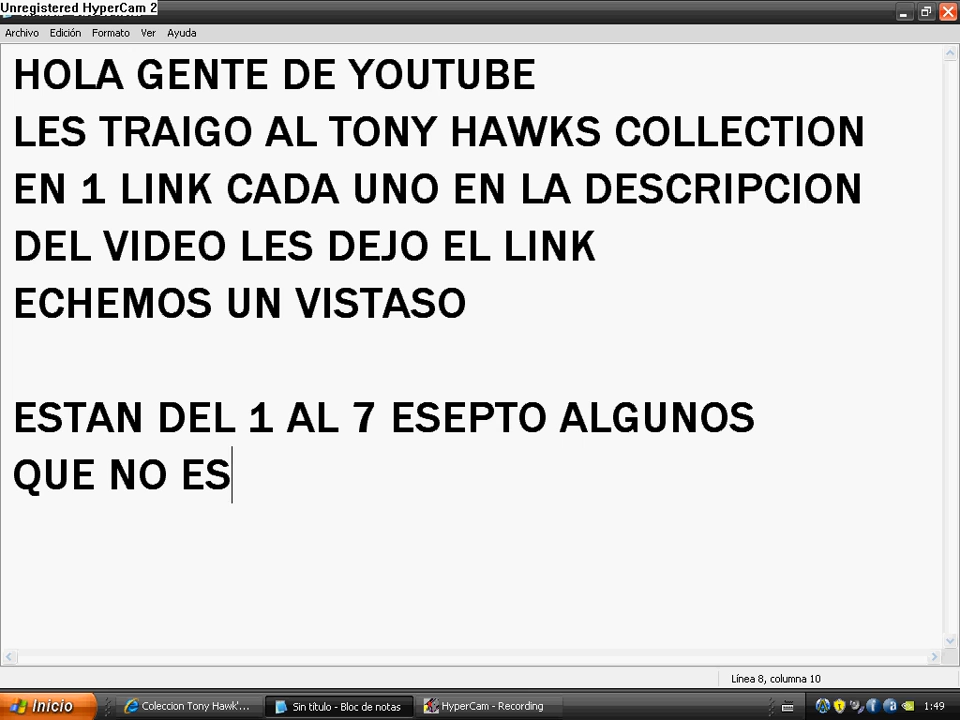 Unregistered HyperCam 2
Archivo Edición Formato Ver Ayuda
HOLA GENTE DE YOUTUBE
LES TRAIGO AL TONY HAWKS COLLECTION
EN 1 LINK CADA UNO EN LA DESCRIPCION
DEL VIDEO LES DEJO EL LINK
ECHEMOS UN VISTASO
ESTAN DEL 1 AL 7 ESEPTO ALGUNOS
QUE NO ES
Línea 8, columna 10
Inicio Coleccion Tony Hawk'... Sin título - Bloc de notas HyperCam - Recording 1:49